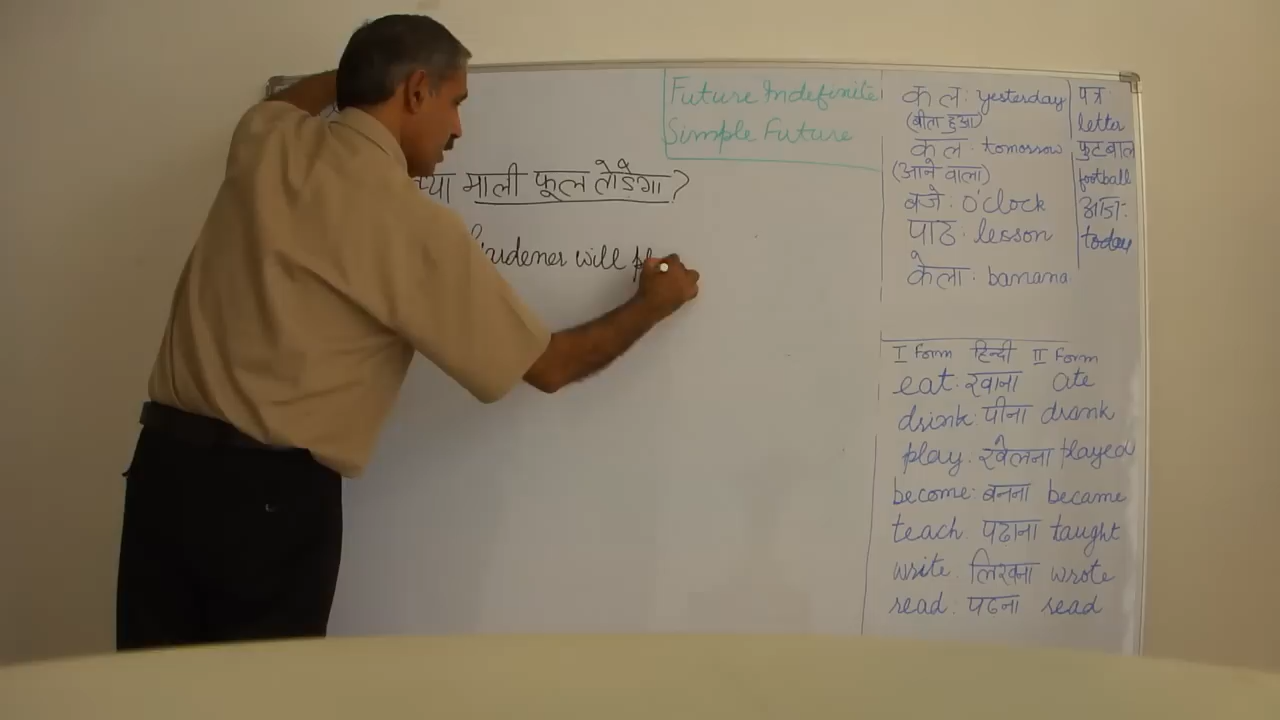 Future Indefinite
Simple Future
क्या माली फूल तोड़ेगा?
Gardener will pl
कल: yesterday
(बीता हुआ)
कल: tomorrow
(आने वाला)
बजे: O'clock
पाठ: lesson
केला: banana
पत्र:
letter
फुटबाल
football
आज:
today
I Form हिन्दी II Form
eat: खाना ate
drink: पीना drank
play: खेलना played
become: बनना became
teach: पढ़ाना taught
write: लिखना wrote
read: पढना read